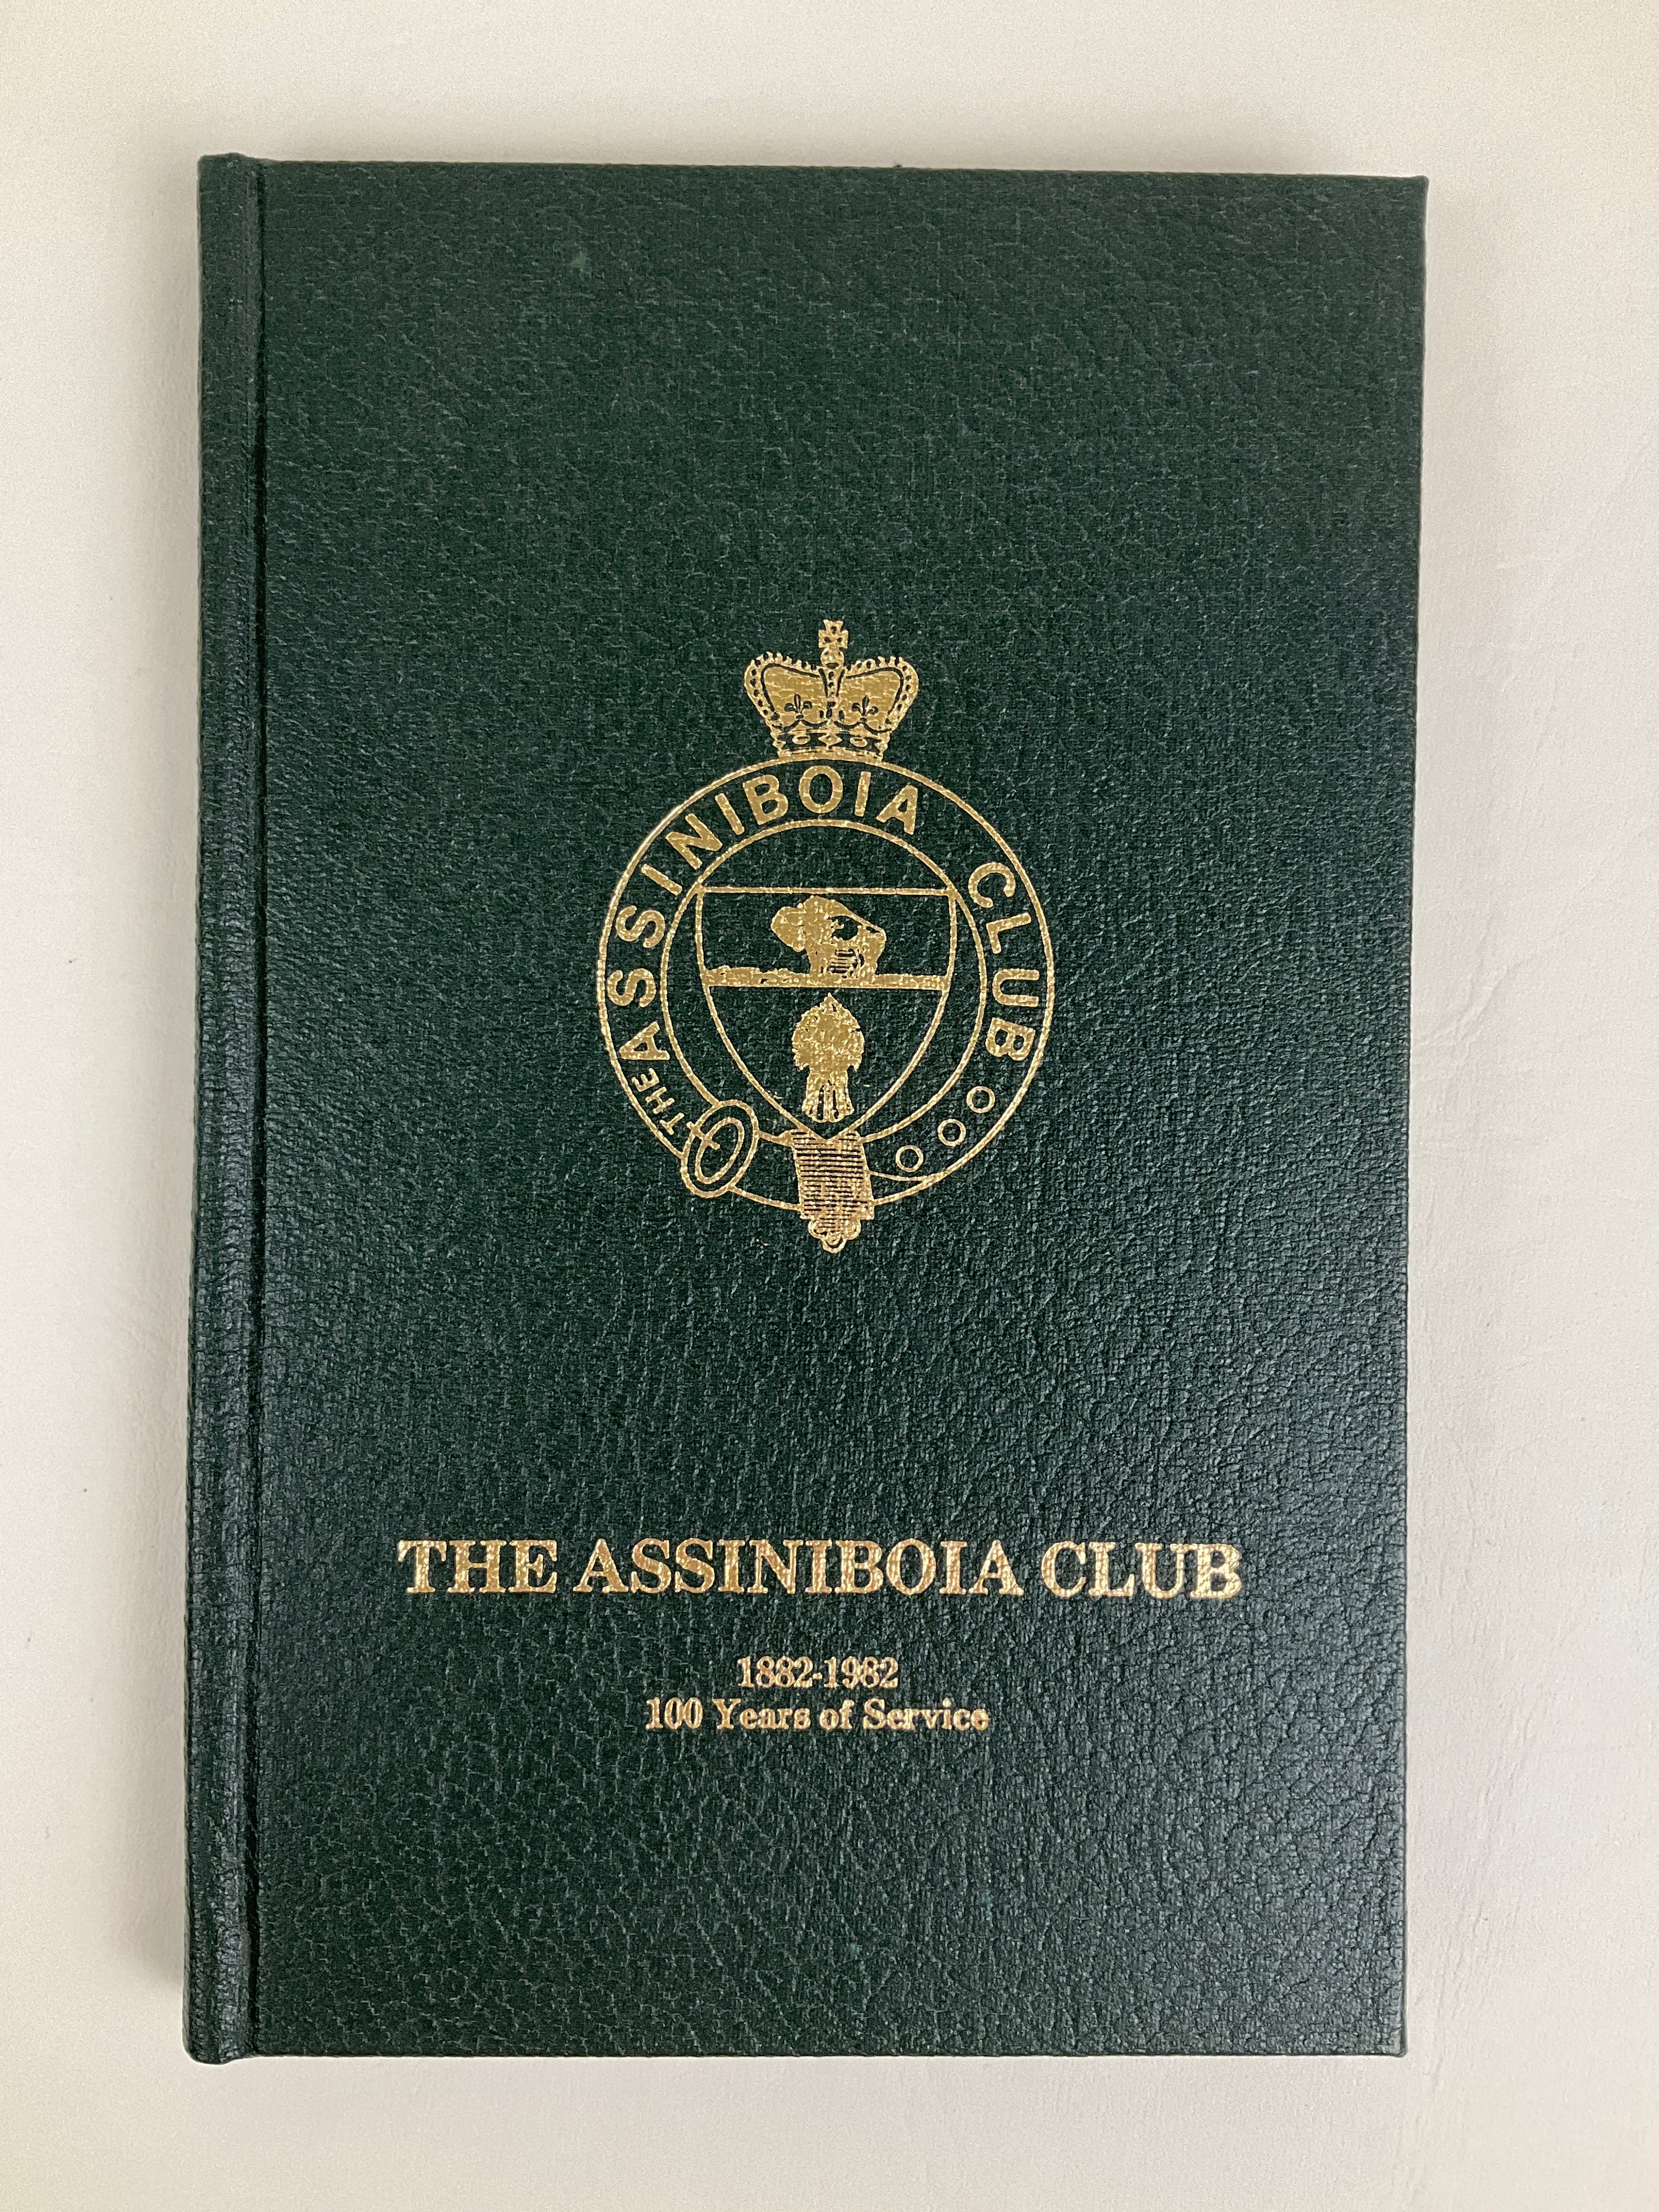 THE ASSINIBOIA CLUB
THE ASSINIBOIA CLUB
1882-1982
100 Years of Service